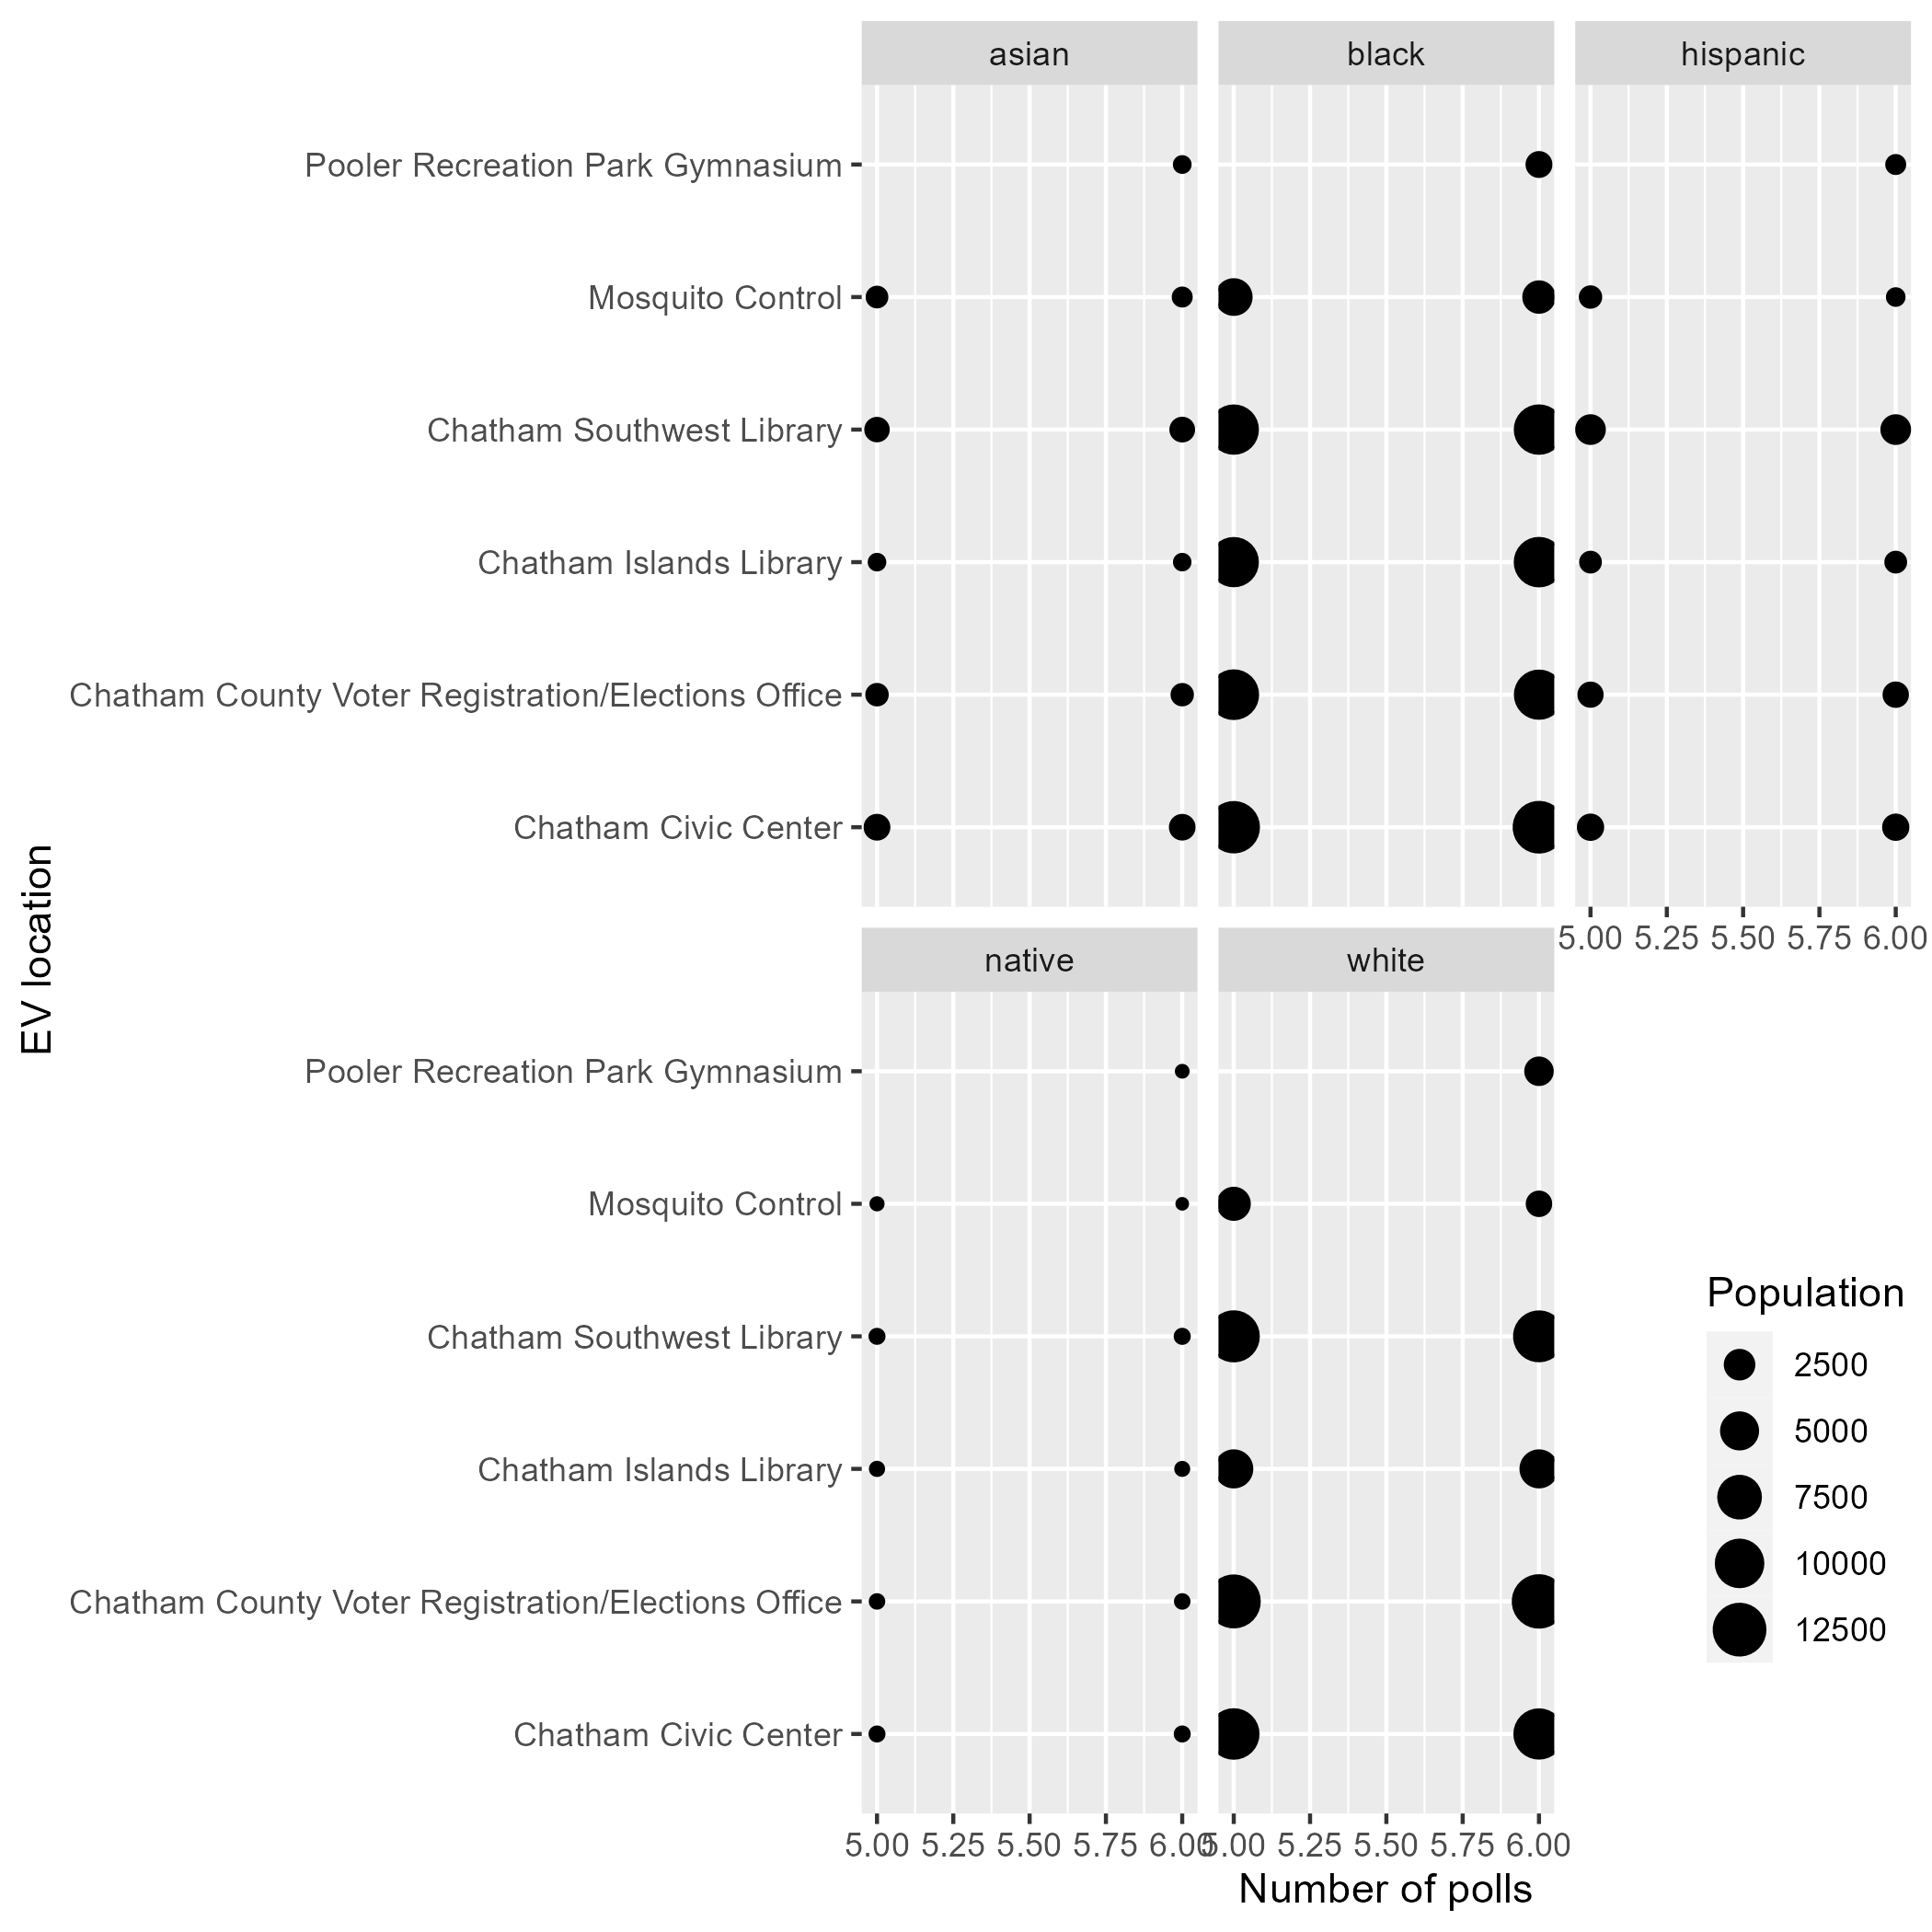 asian black hispanic
Pooler Recreation Park Gymnasium
Mosquito Control
Chatham Southwest Library
Chatham Islands Library
Chatham County Voter Registration/Elections Office
Chatham Civic Center
5.00 5.25 5.50 5.75 6.00
EV location
native white
Pooler Recreation Park Gymnasium
Mosquito Control
Chatham Southwest Library
Chatham Islands Library
Chatham County Voter Registration/Elections Office
Chatham Civic Center
5.00 5.25 5.50 5.75 6.00 5.00 5.25 5.50 5.75 6.00
Number of polls
Population
2500
5000
7500
10000
12500